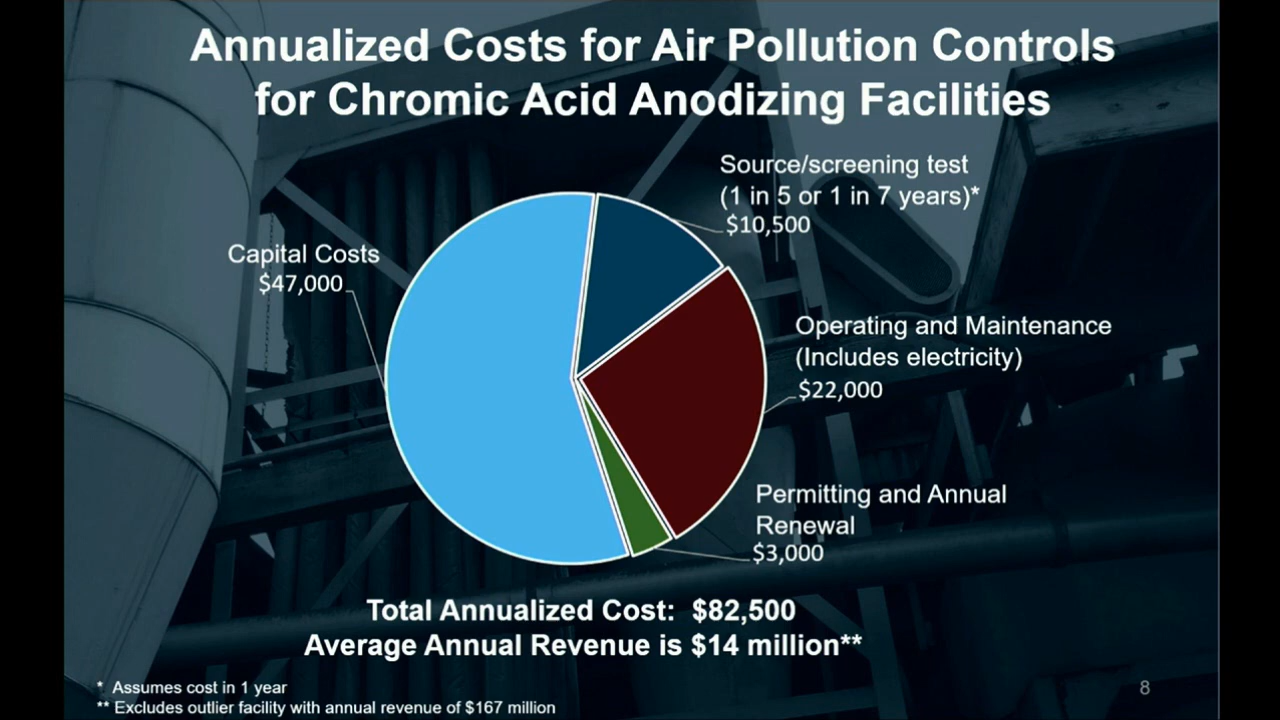 Annualized Costs for Air Pollution Controls
for Chromic Acid Anodizing Facilities
Source/screening test
(1 in 5 or 1 in 7 years)*
$10,500
Capital Costs
$47,000
Operating and Maintenance
(Includes electricity)
$22,000
Permitting and Annual
Renewal
$3,000
Total Annualized Cost: $82,500
Average Annual Revenue is $14 million**
* Assumes cost in 1 year
** Excludes outlier facility with annual revenue of $167 million
8